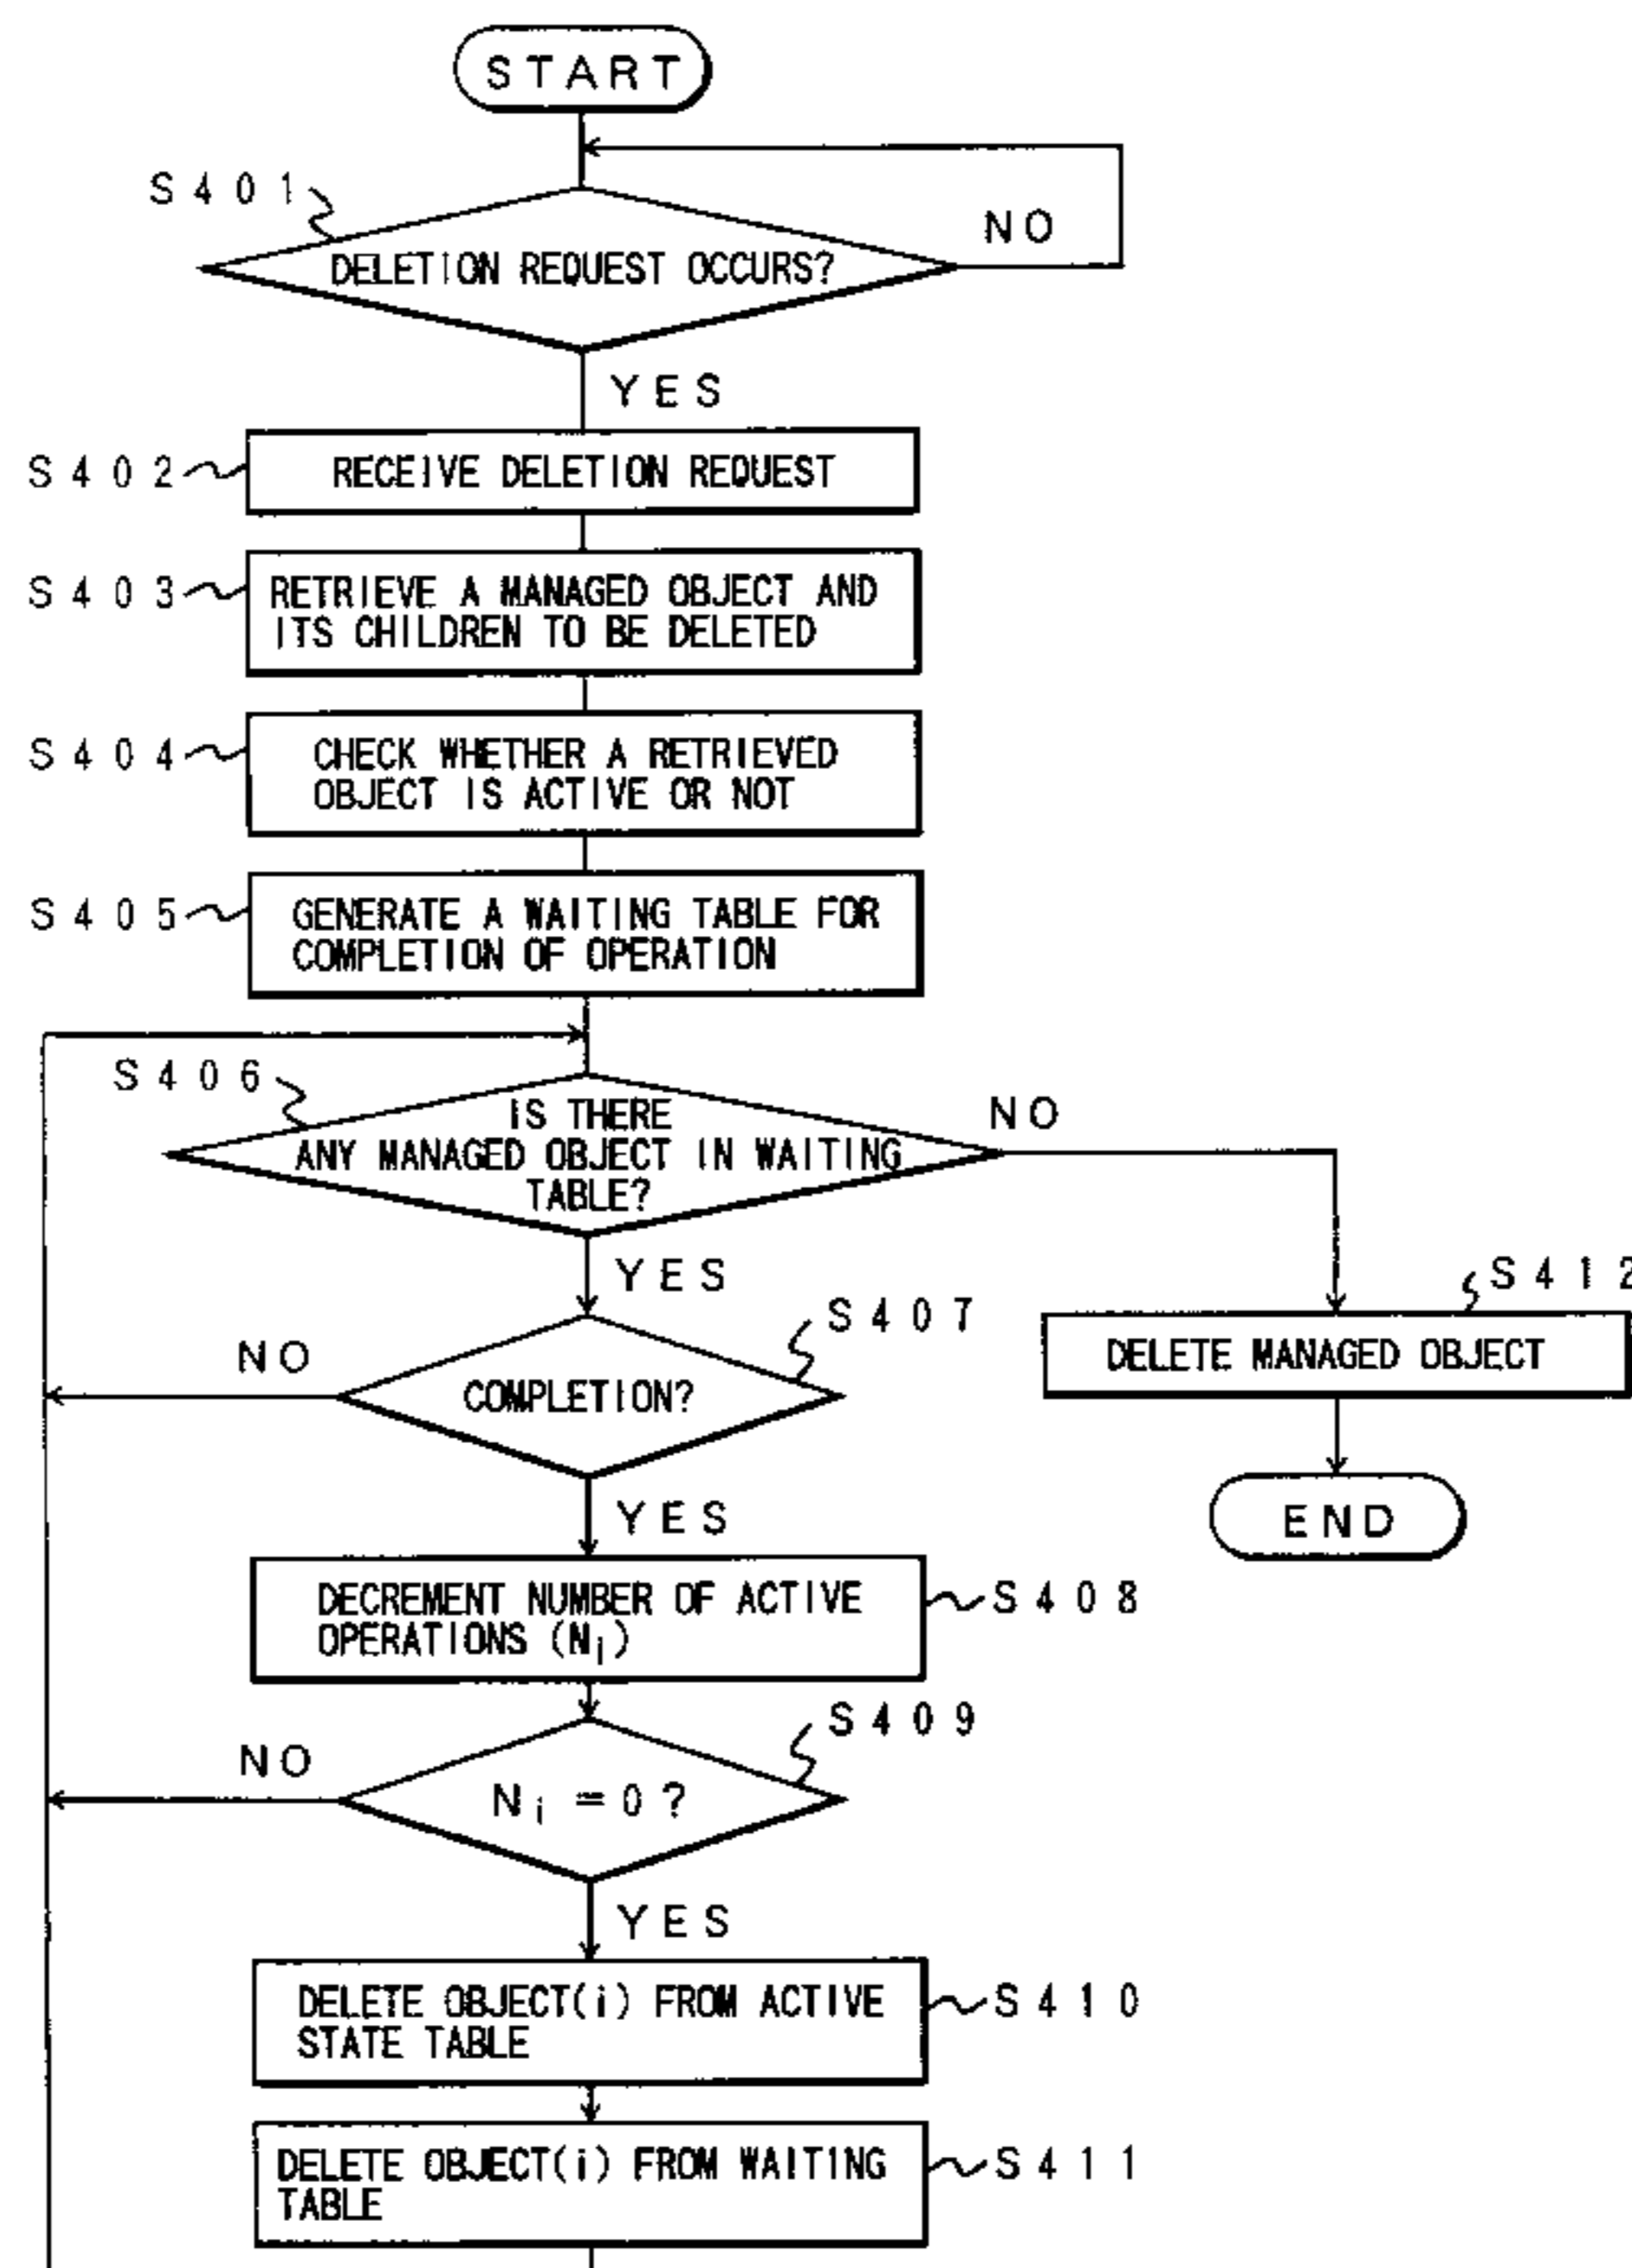 START
S401
NO
DELETION REQUEST OCCURS?
YES
S402
RECEIVE DELETION REQUEST
S403
RETRIEVE A MANAGED OBJECT AND
ITS CHILDREN TO BE DELETED
S404
CHECK WHETHER A RETRIEVED
OBJECT IS ACTIVE OR NOT
S405
GENERATE A WAITING TABLE FOR
COMPLETION OF OPERATION
S406
IS THERE
ANY MANAGED OBJECT IN WAITING
TABLE?
NO
YES
S407
S412
NO
COMPLETION?
DELETE MANAGED OBJECT
YES
END
DECREMENT NUMBER OF ACTIVE
OPERATIONS (Ni)
S408
S409
NO
Ni=0?
YES
DELETE OBJECT(i) FROM ACTIVE
STATE TABLE
S410
DELETE OBJECT(i) FROM WAITING
TABLE
S411